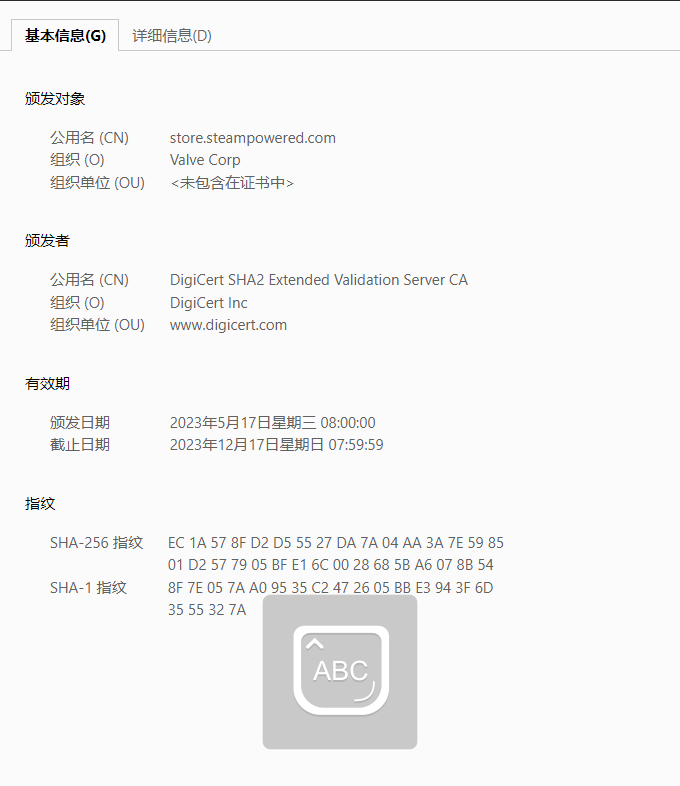 基本信息(G) 详细信息(D)
颁发对象
公用名 (CN) store.steampowered.com
组织 (O) Valve Corp
组织单位 (OU) <未包含在证书中>
颁发者
公用名 (CN) DigiCert SHA2 Extended Validation Server CA
组织 (O) DigiCert Inc
组织单位 (OU) www.digicert.com
有效期
颁发日期 2023年5月17日星期三 08:00:00
截止日期 2023年12月17日星期日 07:59:59
指纹
SHA-256 指纹 EC 1A 57 8F D2 D5 55 27 DA 7A 04 AA 3A 7E 59 85
01 D2 57 79 05 BF E1 6C 00 28 68 5B A6 07 8B 54
SHA-1 指纹 8F 7E 05 7A A0 95 35 C2 47 26 05 BB E3 94 3F 6D
35 55 32 7A
ABC